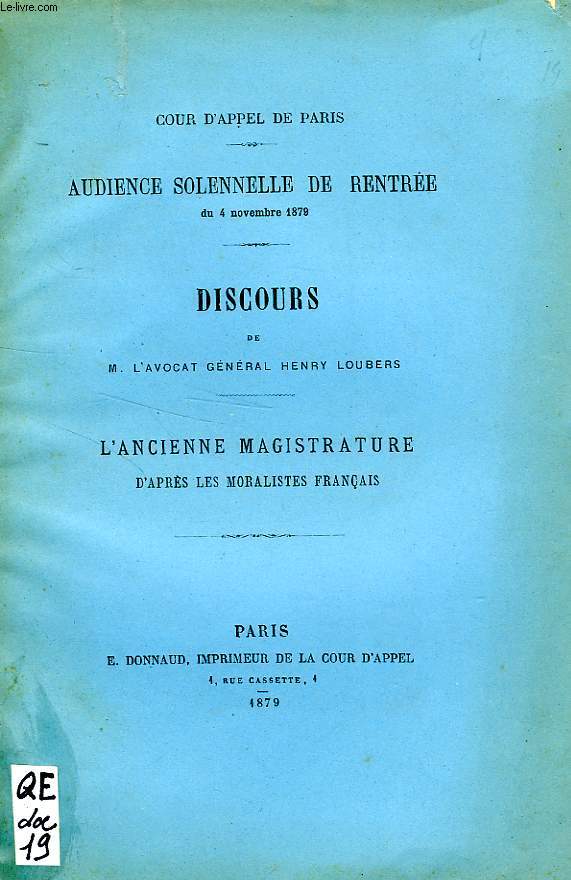 Le-livre.com
COUR D'APPEL DE PARIS
AUDIENCE SOLENNELLE DE RENTRÉE
du 4 novembre 1879
DISCOURS
DE
M. L'AVOCAT GÉNÉRAL HENRY LOUBERS
L'ANCIENNE MAGISTRATURE
D'APRÈS LES MORALISTES FRANÇAIS
PARIS
E. DONNAUD, IMPRIMEUR DE LA COUR D'APPEL
1, RUE CASSETTE, 1
1879
QE
doc
19